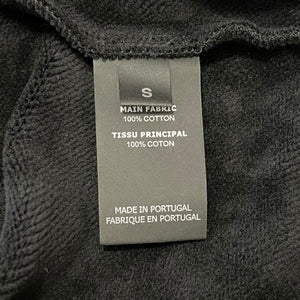 S
MAIN FABRIC
100% COTTON
TISSU PRINCIPAL
100% COTON
MADE IN PORTUGAL
FABRIQUE EN PORTUGAL